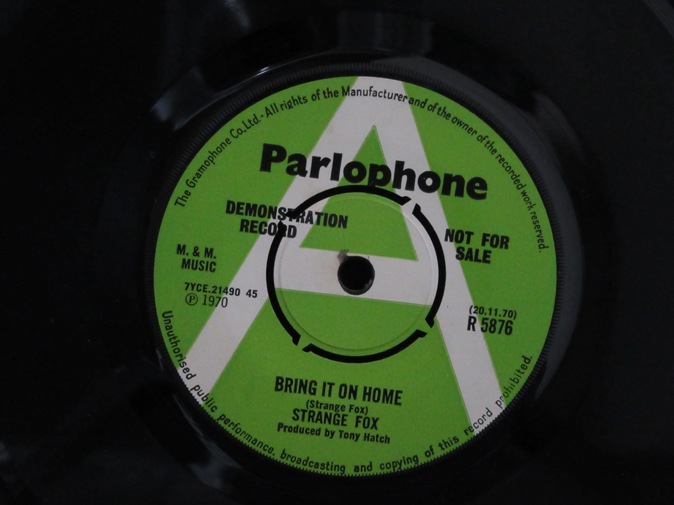 The Gramophone Co. Ltd. - All rights of the Manufacturer and of the owner of the recorded work reserved.
Parlophone
DEMONSTRATION
RECORD
NOT FOR
SALE
M. & M.
MUSIC
7YCE.21490 45
Ⓟ 1970
(20.11.70)
R 5876
BRING IT ON HOME
(Strange Fox)
STRANGE FOX
Produced by Tony Hatch
Unauthorised public performance, broadcasting and copying of this record prohibited.
A